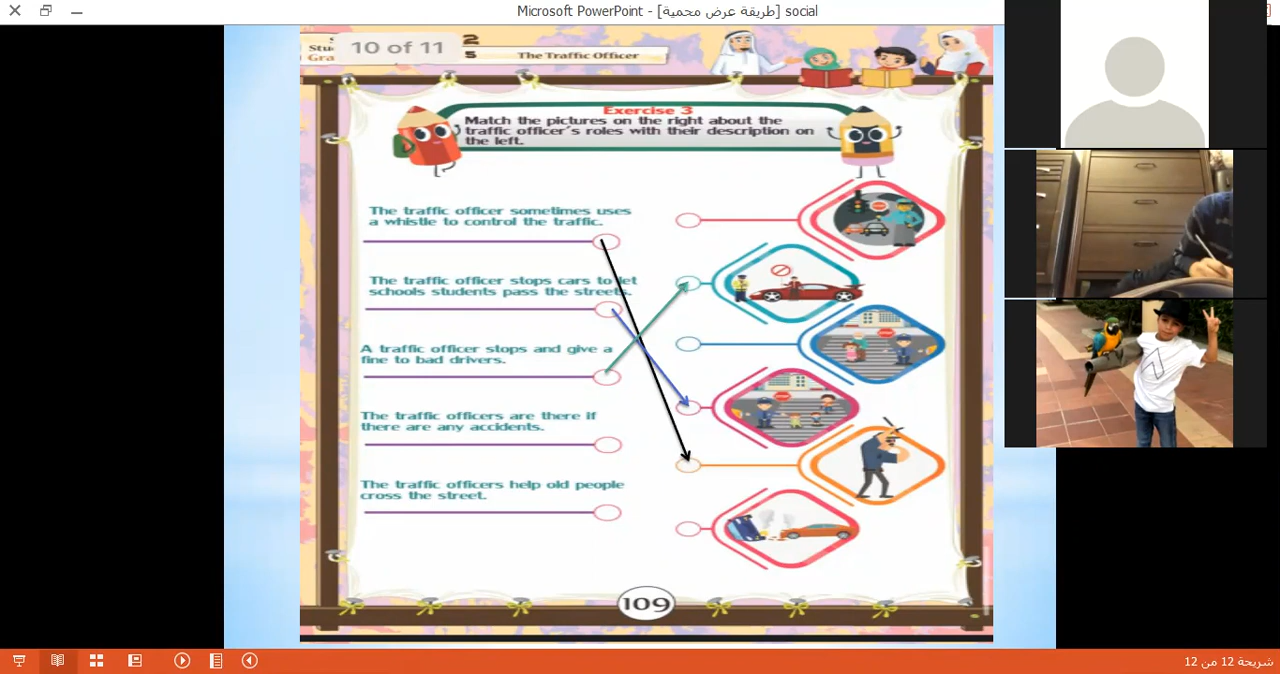 social [طريقة عرض محمية] - Microsoft PowerPoint
10 of 11
Stu
Gra
2
5
The Traffic Officer
Exercise 3
Match the pictures on the right about the
traffic officer's roles with their description on
the left.
The traffic officer sometimes uses
a whistle to control the traffic.
The traffic officer stops cars to let
schools students pass the streets.
A traffic officer stops and give a
fine to bad drivers.
The traffic officers are there if
there are any accidents.
The traffic officers help old people
cross the street.
109
شريحة 12 من 12